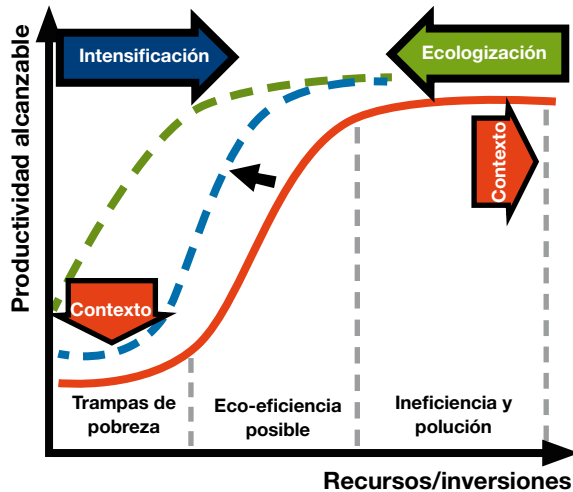 Intensificación
Ecologización
Productividad alcanzable
Contexto
Contexto
Trampas de
pobreza
Eco-eficiencia
posible
Ineficiencia y
polución
Recursos/inversiones